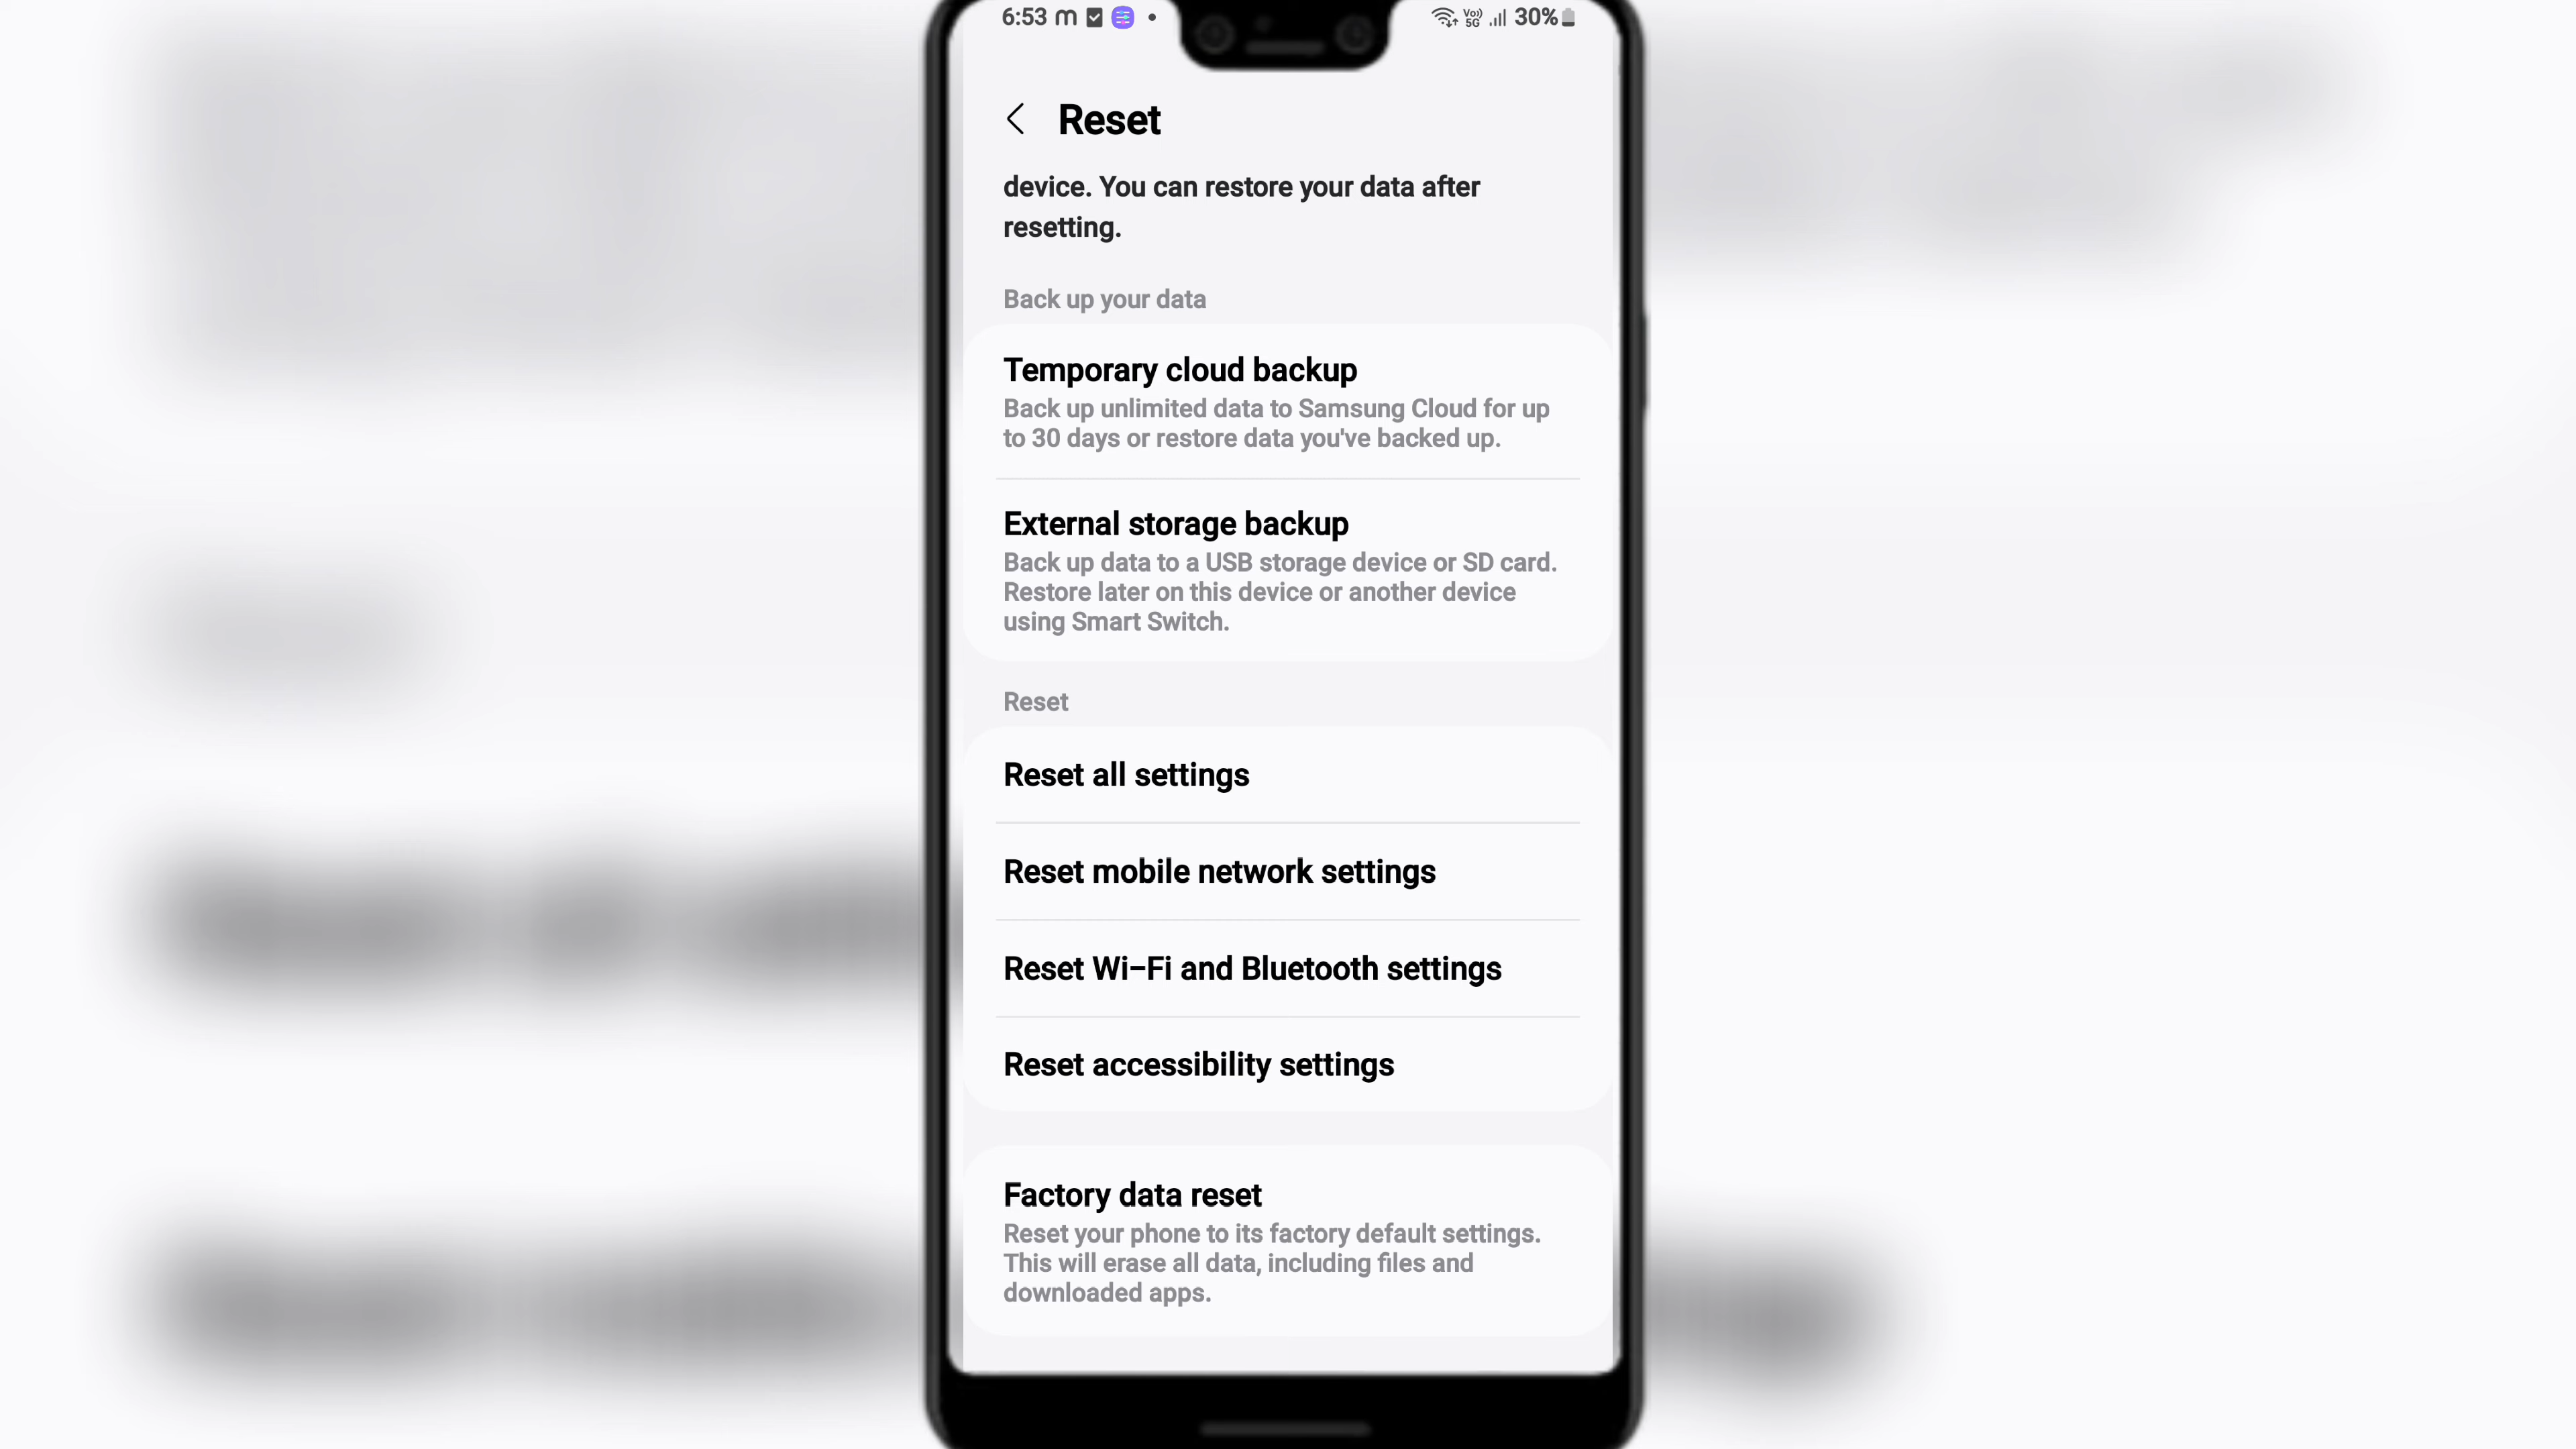 6:53
Vo)) 5G
30%
Reset
device. You can restore your data after
resetting.
Back up your data
Temporary cloud backup
Back up unlimited data to Samsung Cloud for up
to 30 days or restore data you've backed up.
External storage backup
Back up data to a USB storage device or SD card.
Restore later on this device or another device
using Smart Switch.
Reset
Reset all settings
Reset mobile network settings
Reset Wi-Fi and Bluetooth settings
Reset accessibility settings
Factory data reset
Reset your phone to its factory default settings.
This will erase all data, including files and
downloaded apps.